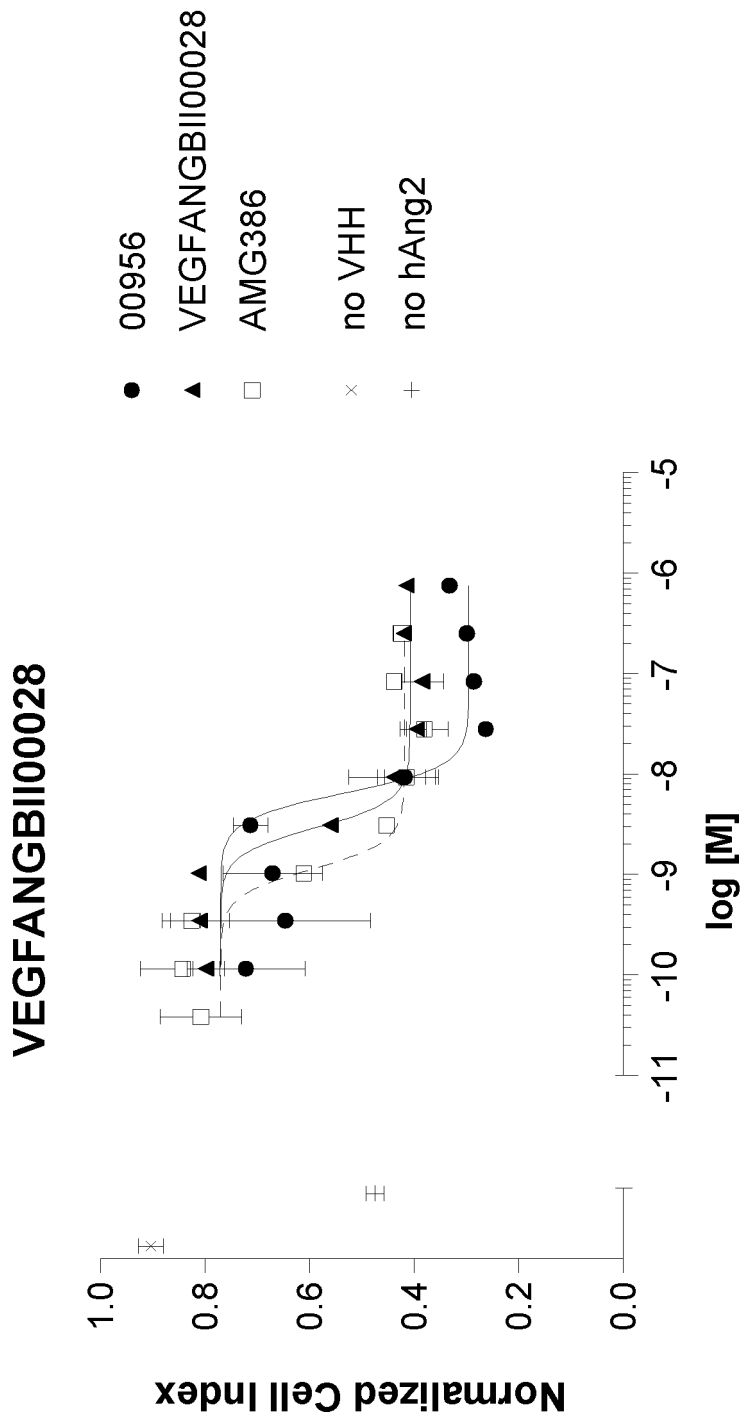 VEGFANGBII00028
00956
VEGFANGBII00028
AMG386
no VHH
no hAng2
Normalized Cell Index
1.0
0.8
0.6
0.4
0.2
0.0
-11
-10
-9
-8
-7
-6
-5
log [M]